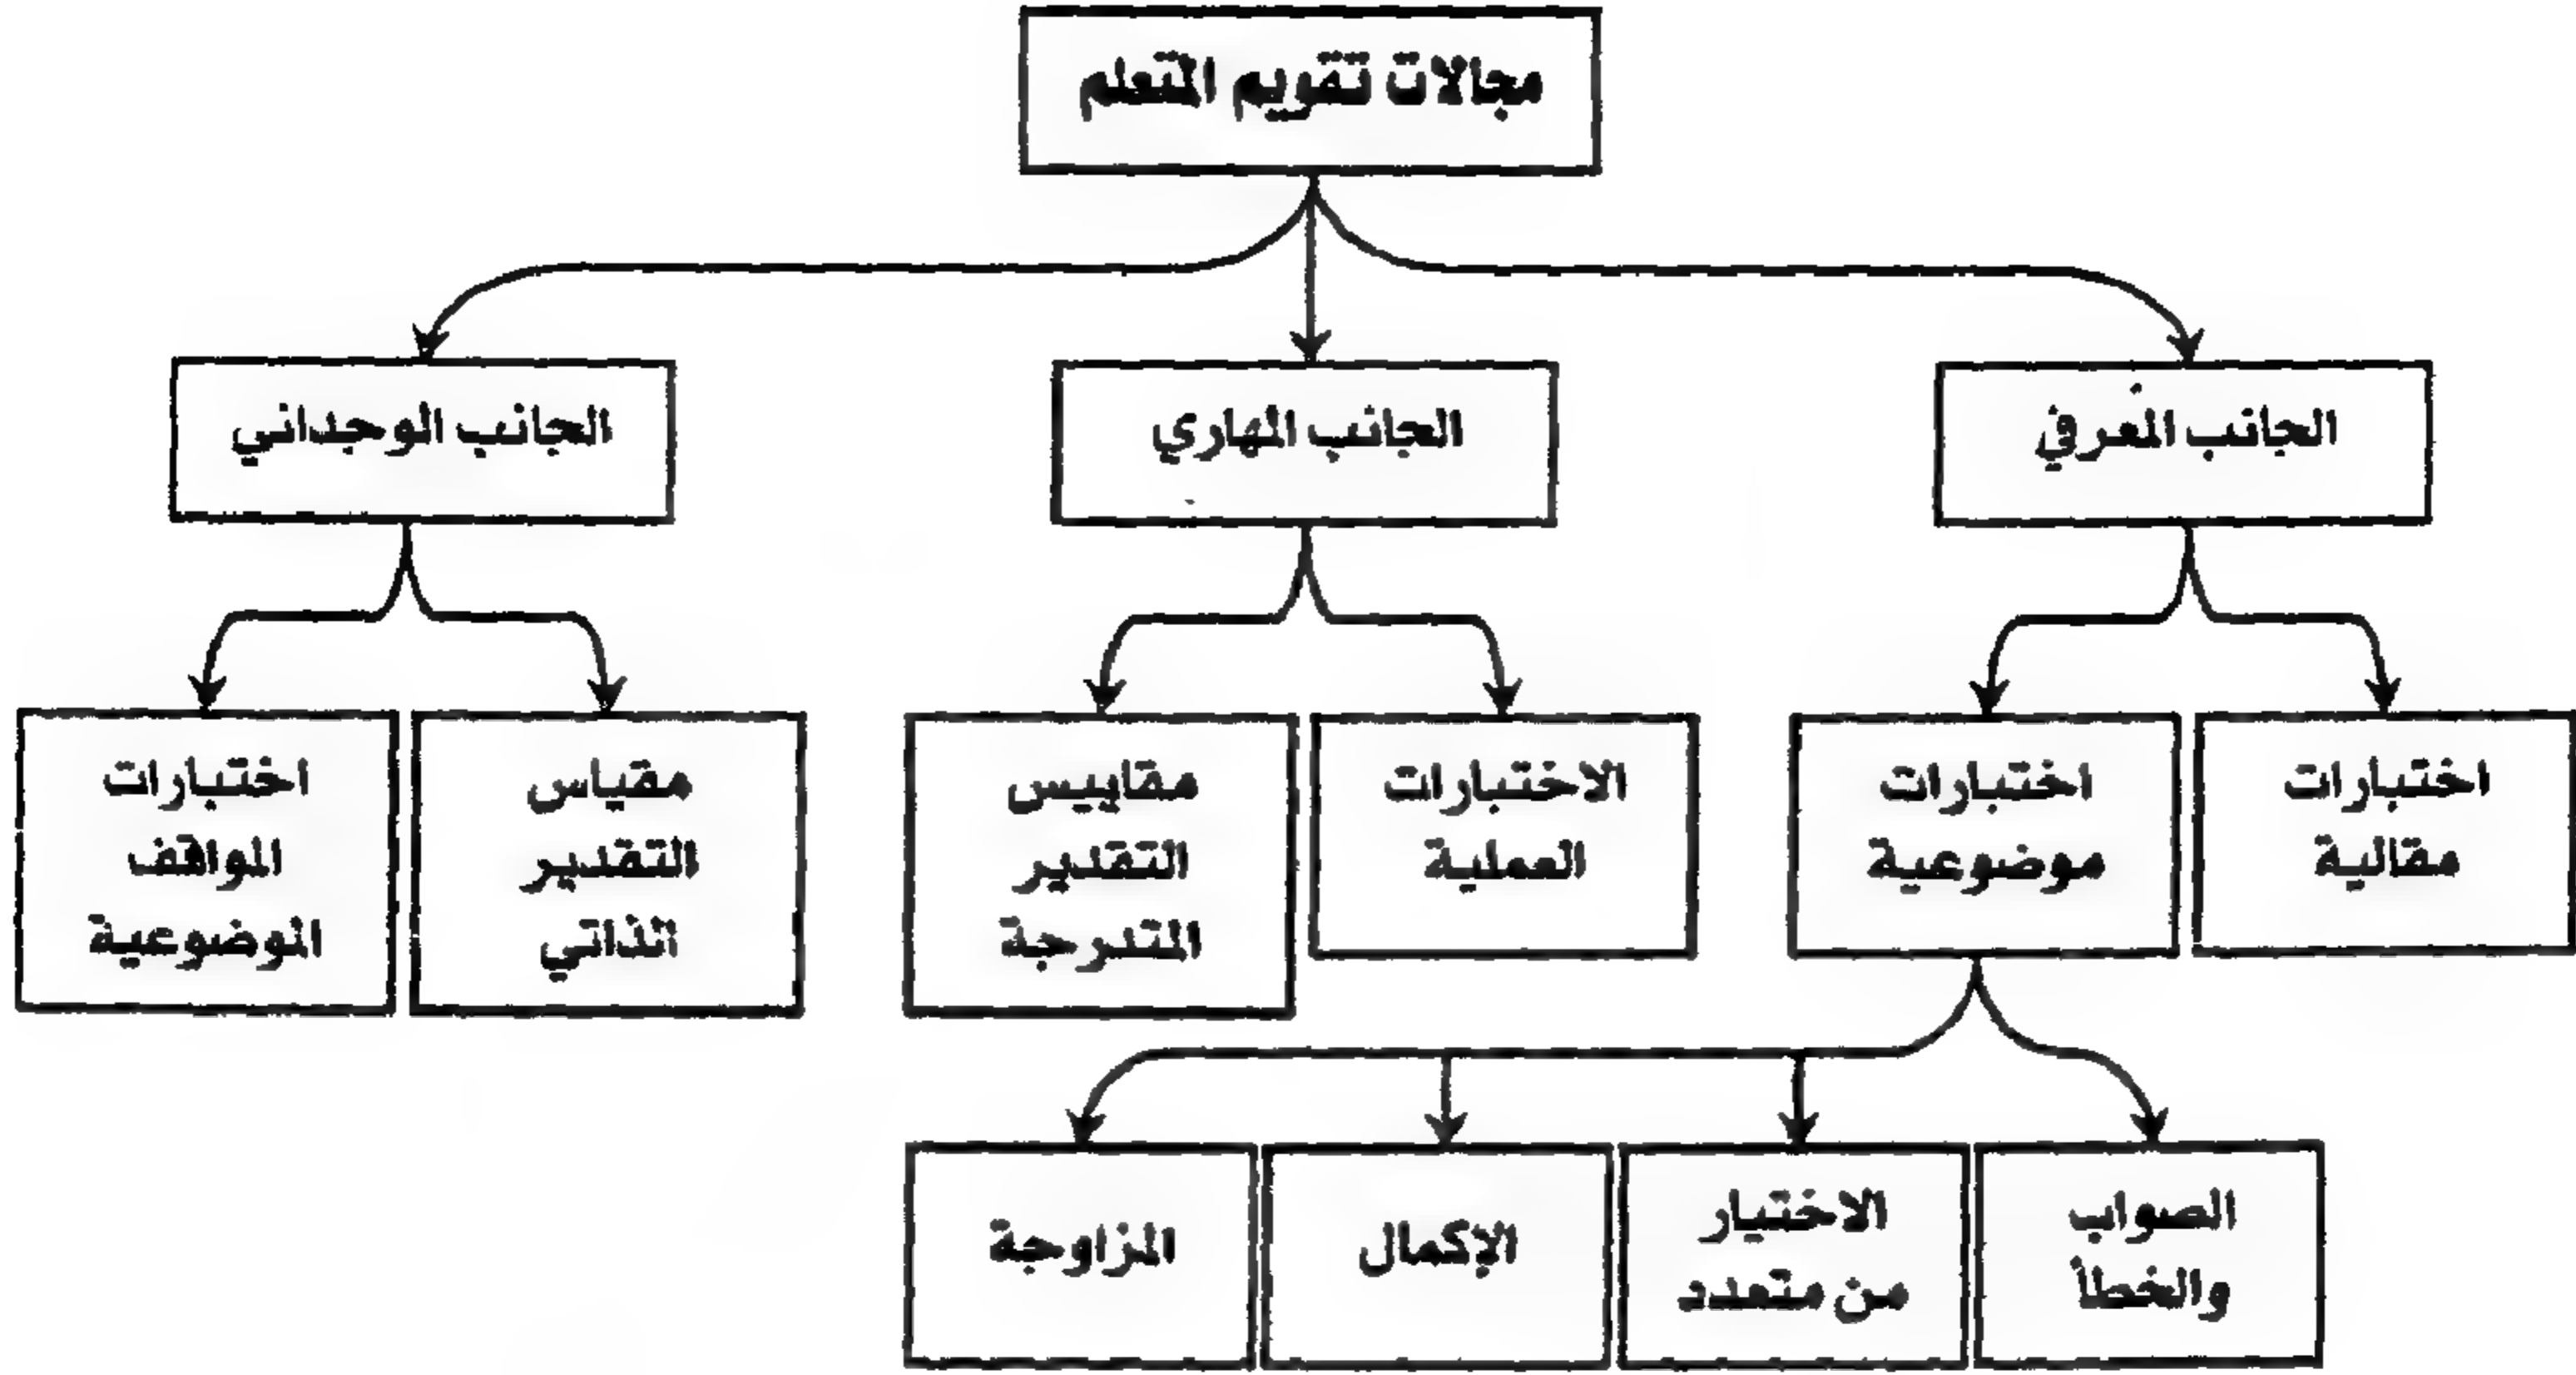 مجالات تقويم المتعلم
الجانب المعرفي
الجانب المهاري
الجانب الوجداني
اختبارات
مقالية
اختبارات
موضوعية
الاختبارات
العملية
مقاييس
التقدير
المتدرجة
مقياس
التقدير
الذاتي
اختبارات
المواقف
الموضوعية
الصواب
والخطأ
الاختيار
من متعدد
الإكمال
المزاوجة